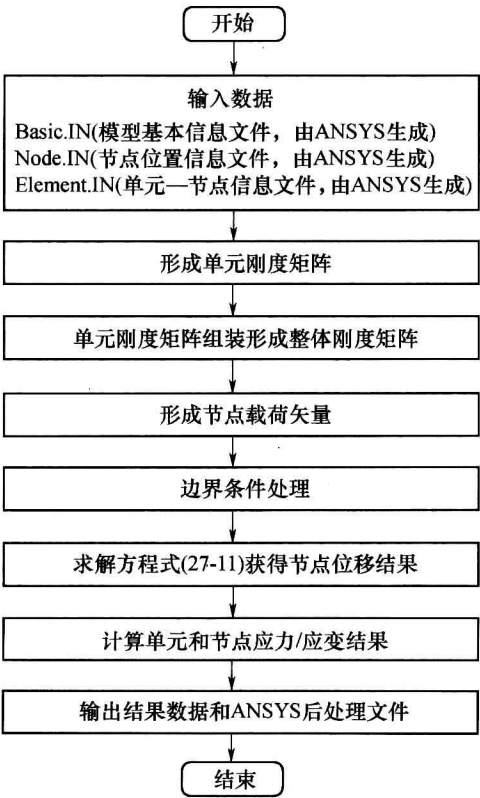 开始
输入数据
Basic.IN(模型基本信息文件，由ANSYS生成)
Node.IN(节点位置信息文件，由ANSYS生成)
Element.IN(单元—节点信息文件，由ANSYS生成)
形成单元刚度矩阵
单元刚度矩阵组装形成整体刚度矩阵
形成节点载荷矢量
边界条件处理
求解方程式(27-11)获得节点位移结果
计算单元和节点应力/应变结果
输出结果数据和ANSYS后处理文件
结束